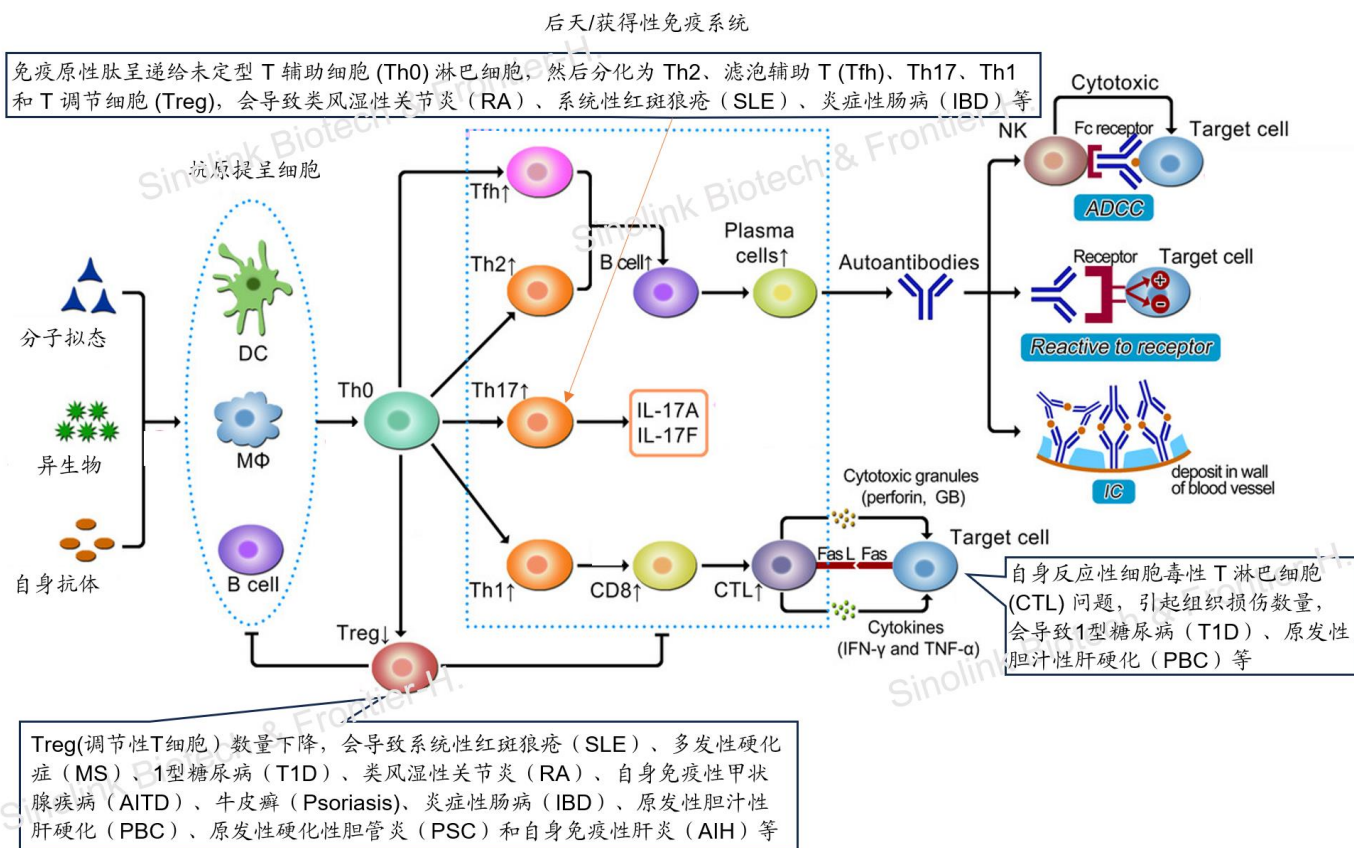 后天/获得性免疫系统
免疫原性肽呈递给未定型 T 辅助细胞 (Th0) 淋巴细胞，然后分化为 Th2、滤泡辅助 T (Tfh)、Th17、Th1
和 T 调节细胞 (Treg)，会导致类风湿性关节炎（RA）、系统性红斑狼疮（SLE）、炎症性肠病（IBD）等
抗原提呈细胞
分子拟态
异生物
自身抗体
DC
MΦ
B cell
Th0
Treg↓
Tfh↑
Th2↑
Th17↑
Th1↑
B cell↑
Plasma
cells↑
IL-17A
IL-17F
CD8↑
CTL↑
Autoantibodies
Cytotoxic
NK
Fc receptor
Target cell
ADCC
Receptor
Target cell
+
−
Reactive to receptor
IC
deposit in wall
of blood vessel
Cytotoxic granules
(perforin, GB)
Fas L
Fas
Target cell
Cytokines
(IFN-γ and TNF-α)
自身反应性细胞毒性 T 淋巴细胞
(CTL) 问题，引起组织损伤数量，
会导致1型糖尿病（T1D）、原发性
胆汁性肝硬化（PBC）等
Treg(调节性T细胞）数量下降，会导致系统性红斑狼疮（SLE）、多发性硬化
症（MS）、1型糖尿病（T1D）、类风湿性关节炎（RA）、自身免疫性甲状
腺疾病（AITD）、牛皮癣（Psoriasis)、炎症性肠病（IBD）、原发性胆汁性
肝硬化（PBC）、原发性硬化性胆管炎（PSC）和自身免疫性肝炎（AIH）等
Sinolink Biotech & Frontier-H.
Sinolink Biotech & Frontier-H.
Sinolink Biotech & Frontier-H.
Sinolink Biotech & Frontier-H.